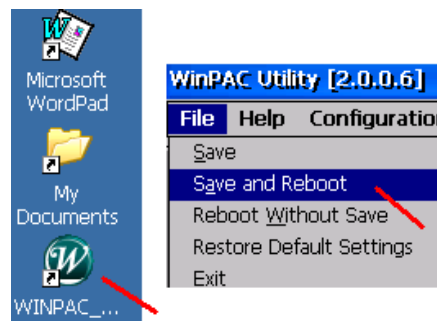 Microsoft
WordPad
My
Documents
WINPAC_...
WinPAC Utility [2.0.0.6]
File Help Configuratio
Save
Save and Reboot
Reboot Without Save
Restore Default Settings
Exit